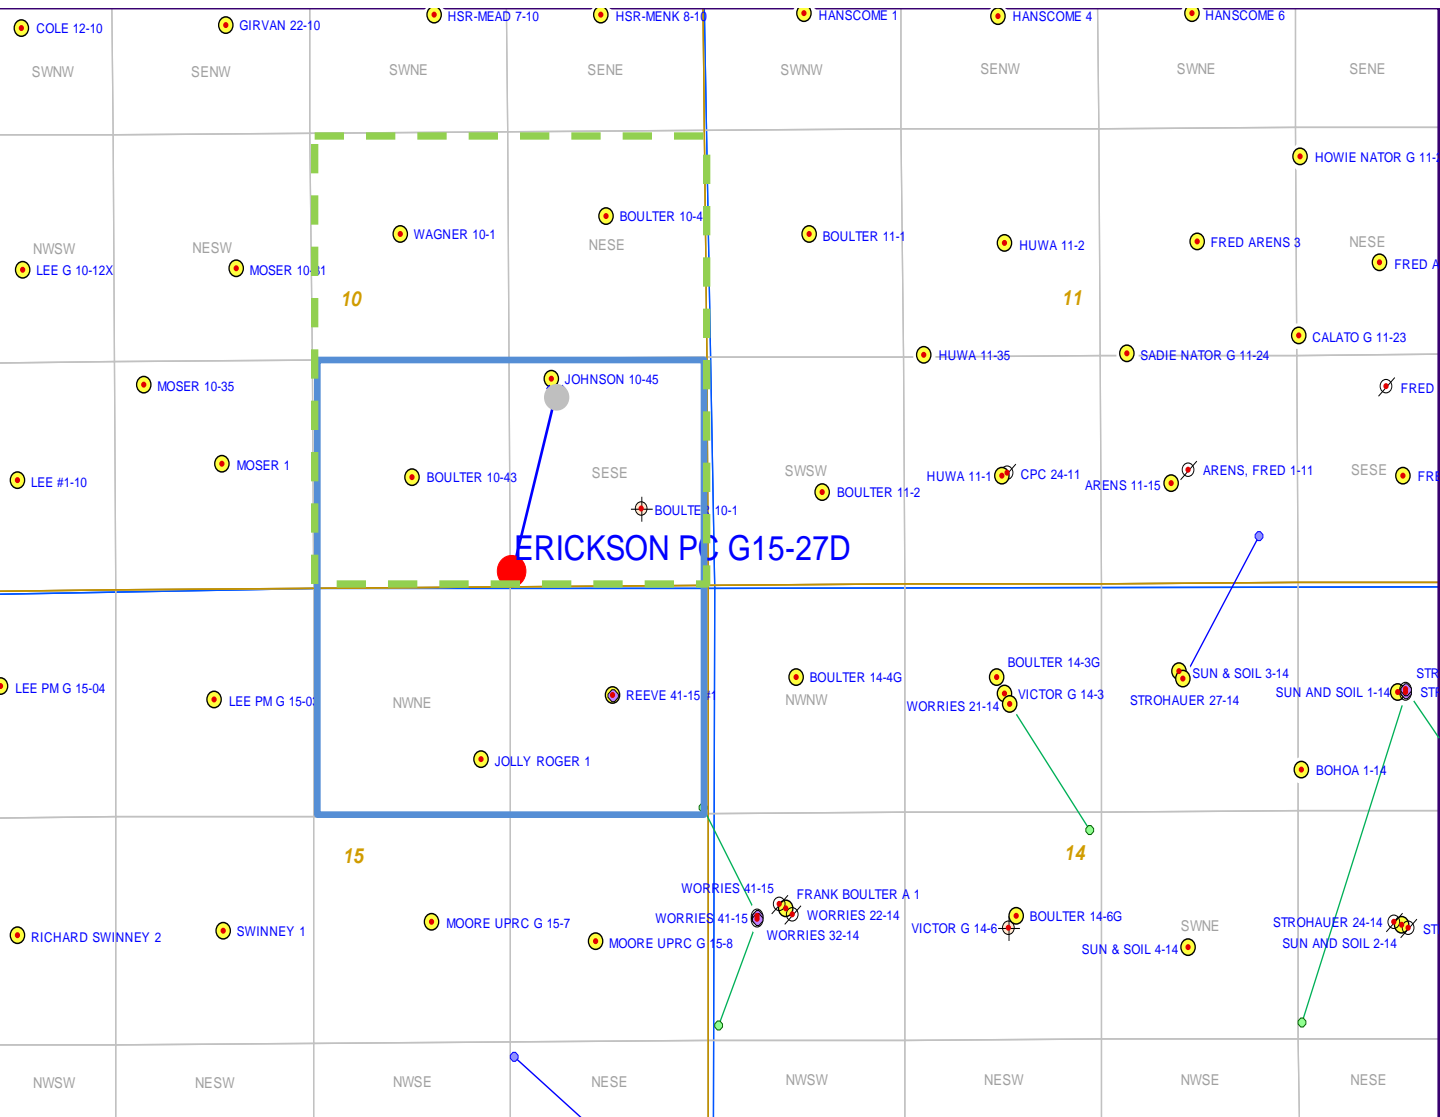 HSR-MEAD 7-10
HSR-MENK 8-10
HANSCOME 1
HANSCOME 4
HANSCOME 6
COLE 12-10
GIRVAN 22-10
SWNW
SENW
SWNE
SENE
SWNW
SENW
SWNE
SENE
HOWIE NATOR G 11-
WAGNER 10-1
BOULTER 10-4
BOULTER 11-1
HUWA 11-2
FRED ARENS 3
NWSW
NESW
NESE
NESE
LEE G 10-12X
MOSER 10-31
FRED A
10
11
CALATO G 11-23
HUWA 11-35
SADIE NATOR G 11-24
MOSER 10-35
JOHNSON 10-45
FRED
MOSER 1
LEE #1-10
BOULTER 10-43
SESE
SWSW
BOULTER 11-2
HUWA 11-1
CPC 24-11
ARENS 11-15
ARENS, FRED 1-11
SESE
FRE
BOULTER 10-1
ERICKSON PC G15-27D
LEE PM G 15-04
LEE PM G 15-03
NWNE
REEVE 41-15 #1
BOULTER 14-4G
NWNW
BOULTER 14-3G
VICTOR G 14-3
WORRIES 21-14
SUN & SOIL 3-14
STROHAUER 27-14
STR
SUN AND SOIL 1-14
STR
JOLLY ROGER 1
BOHOA 1-14
15
14
WORRIES 41-15
FRANK BOULTER A 1
WORRIES 41-15
WORRIES 22-14
WORRIES 32-14
RICHARD SWINNEY 2
SWINNEY 1
MOORE UPRC G 15-7
MOORE UPRC G 15-8
VICTOR G 14-6
BOULTER 14-6G
SWNE
SUN & SOIL 4-14
STROHAUER 24-14
ST
SUN AND SOIL 2-14
NWSW
NESW
NWSE
NESE
NWSW
NESW
NWSE
NESE